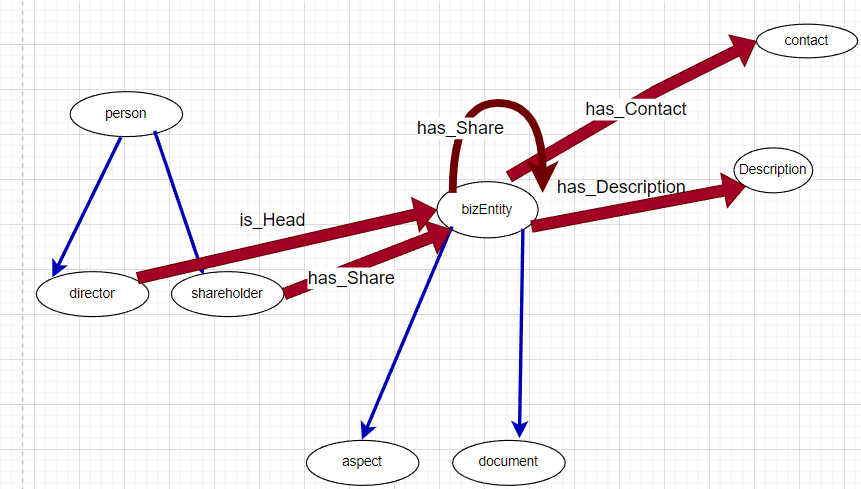 contact
person
has_Contact
has_Share
Description
has_Description
bizEntity
is_Head
has_Share
director
shareholder
aspect
document